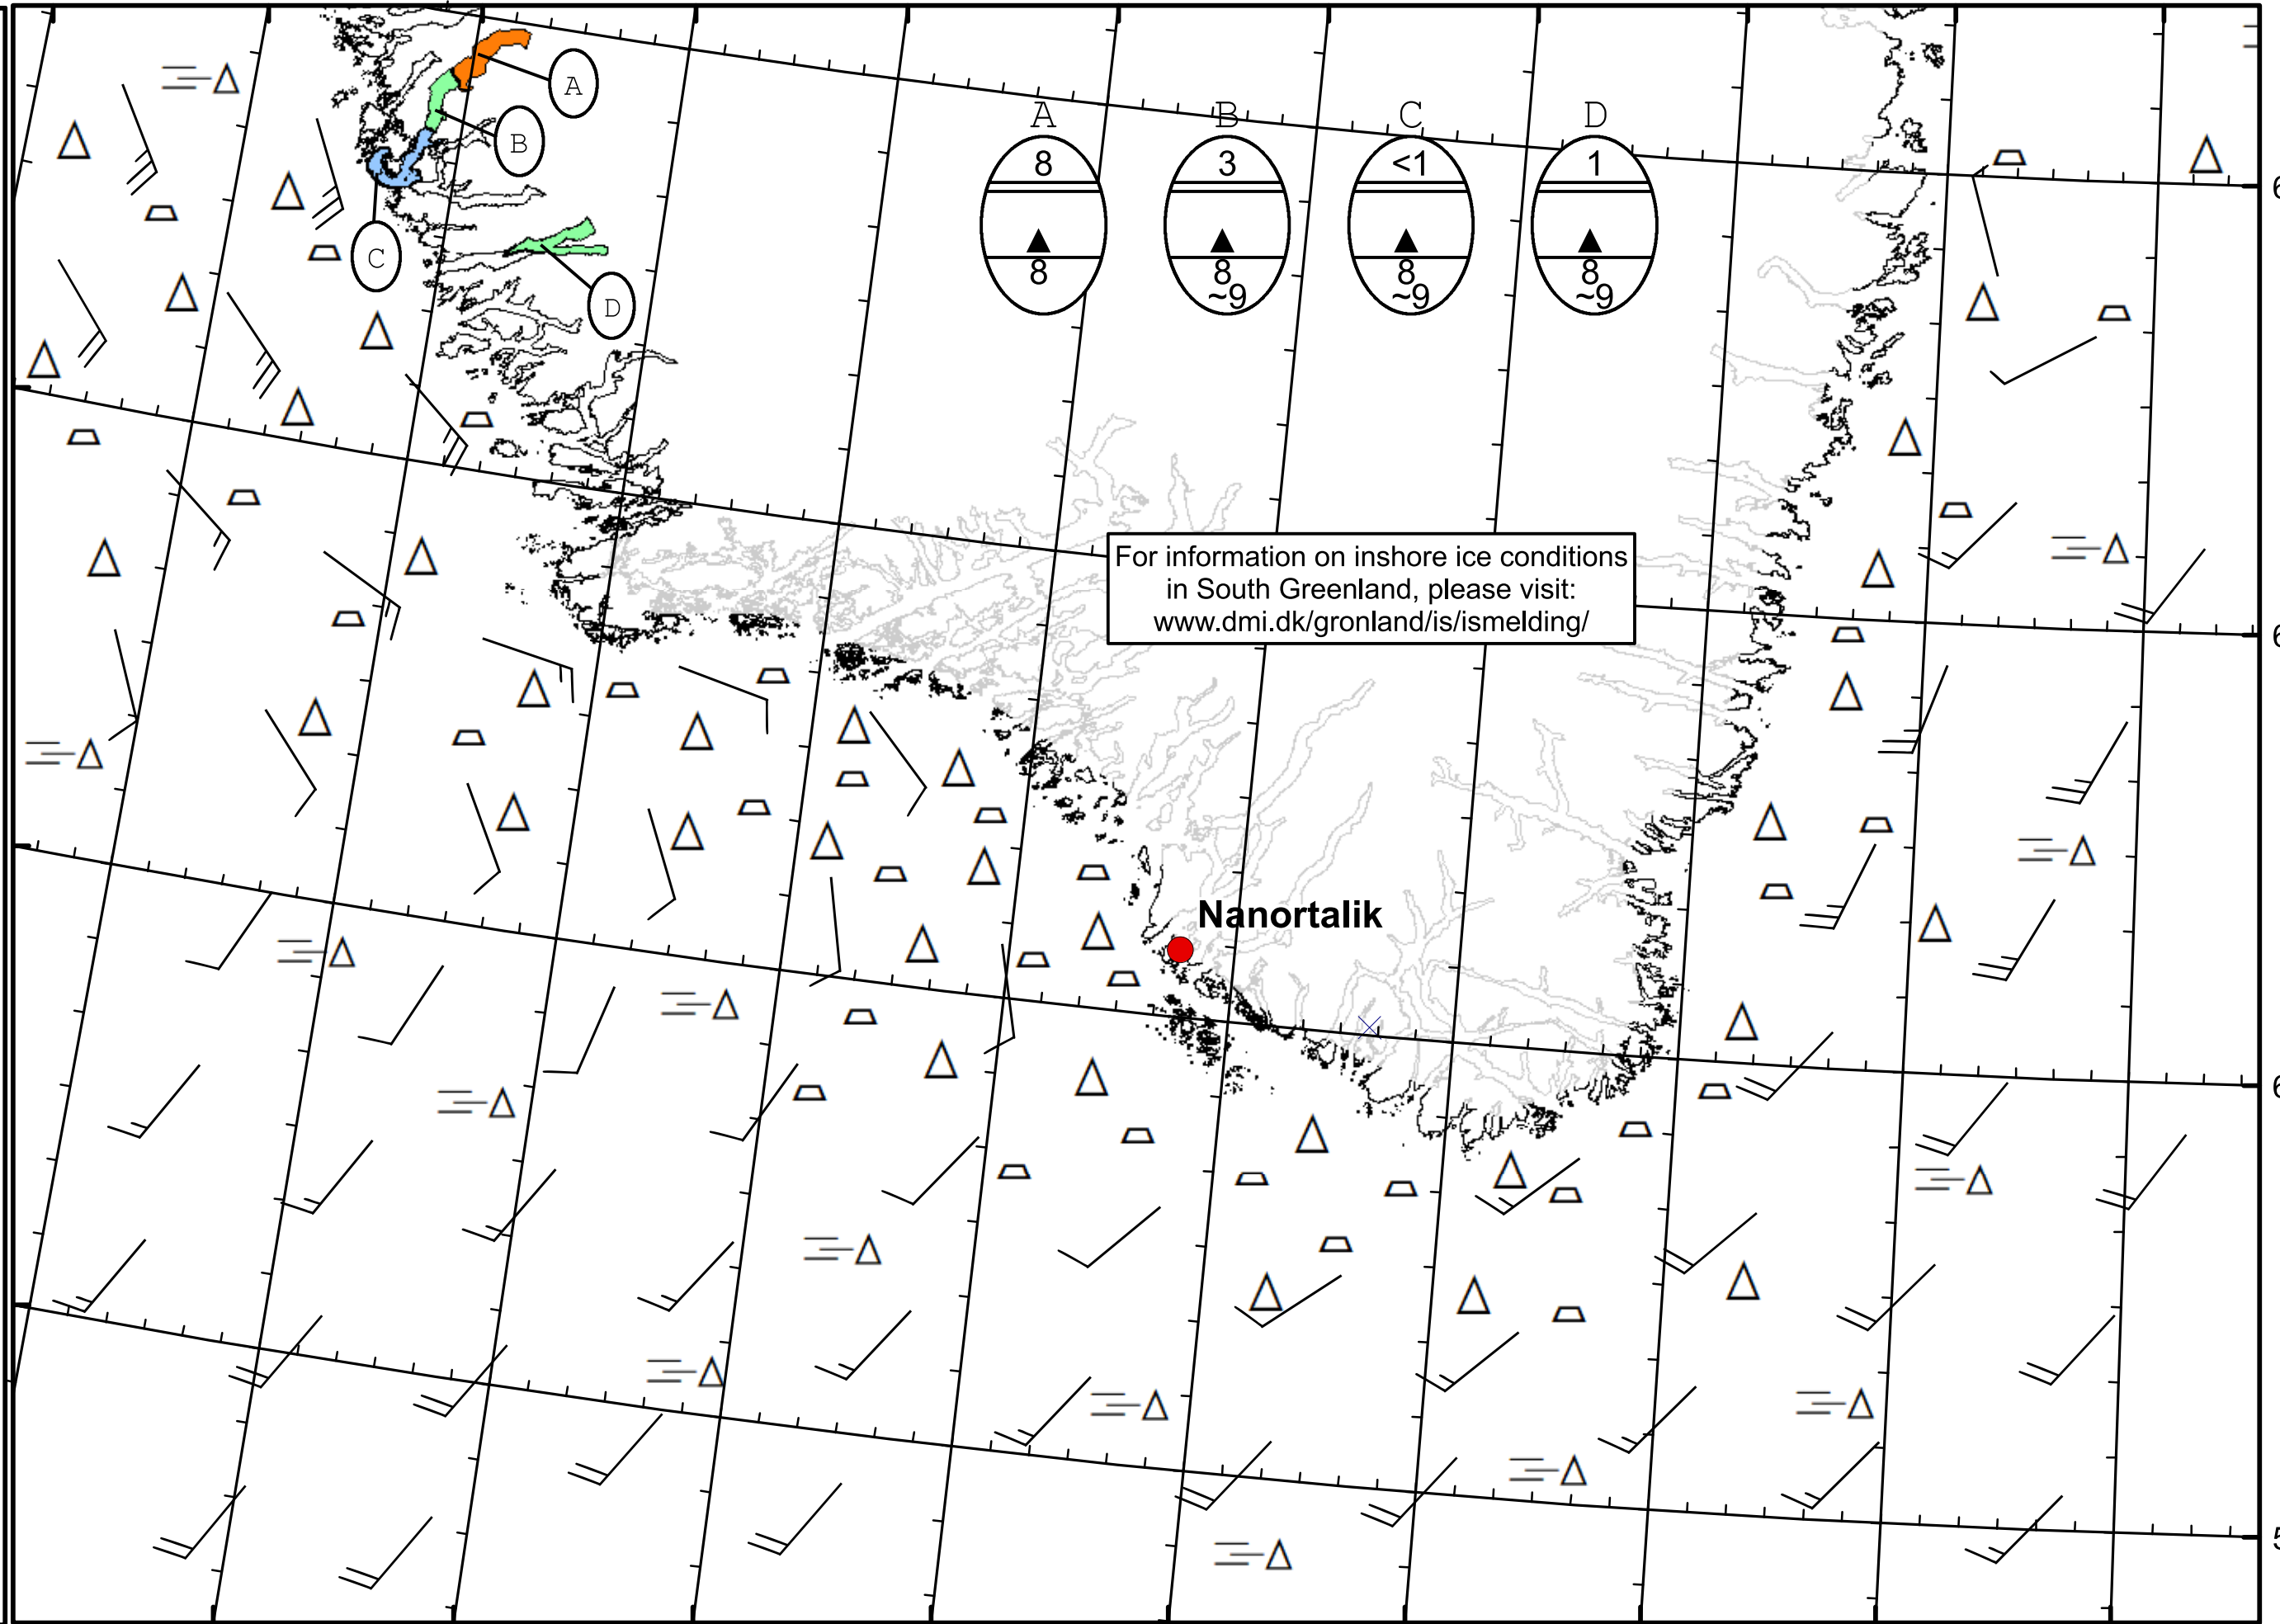 A
B
C
D
A
B
C
D
8
3
<1
1
8
8
8
8
~9
~9
~9
For information on inshore ice conditions
in South Greenland, please visit:
www.dmi.dk/gronland/is/ismelding/
Nanortalik